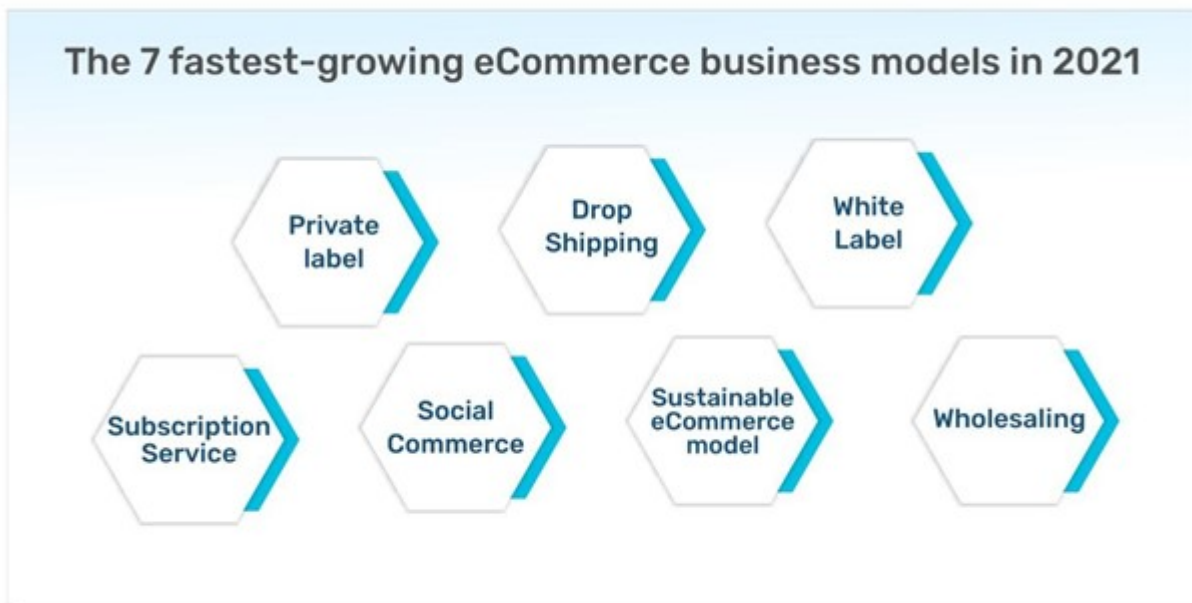 The 7 fastest-growing eCommerce business models in 2021
Private
label
Drop
Shipping
White
Label
Subscription
Service
Social
Commerce
Sustainable
eCommerce
model
Wholesaling